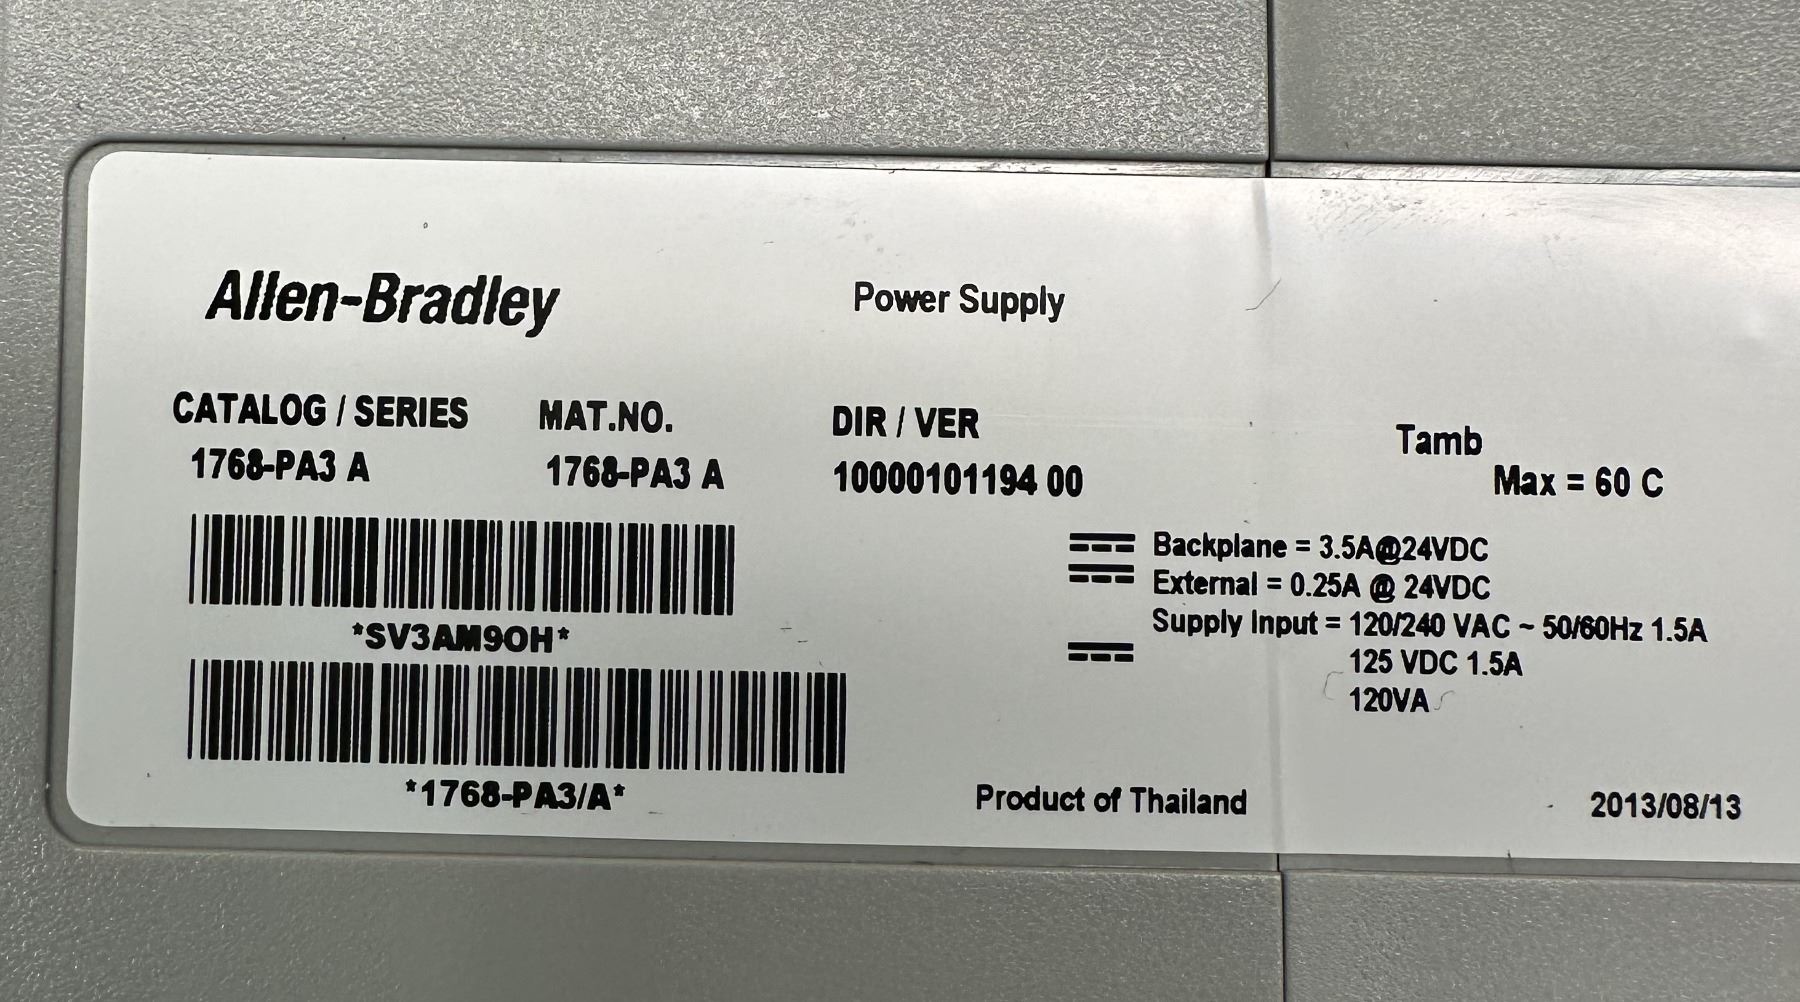 Allen-Bradley
Power Supply
CATALOG / SERIES MAT.NO. DIR / VER
1768-PA3 A 1768-PA3 A 10000101194 00
Tamb
Max = 60 C
Backplane = 3.5A@24VDC
External = 0.25A @ 24VDC
Supply Input = 120/240 VAC ~ 50/60Hz 1.5A
125 VDC 1.5A
120VA
*SV3AM9OH*
*1768-PA3/A*
Product of Thailand
2013/08/13